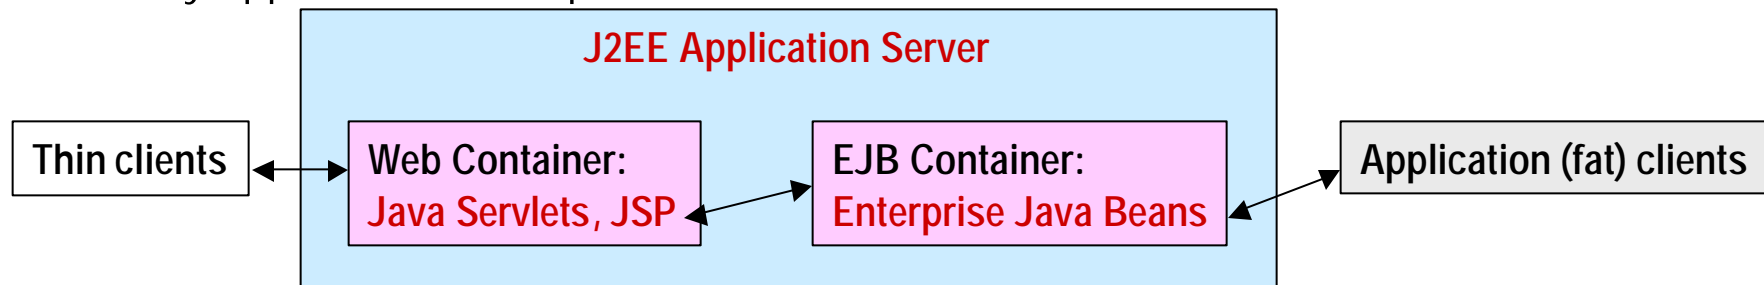 J2EE Application Server
Thin clients
Web Container:
Java Servlets, JSP
EJB Container:
Enterprise Java Beans
Application (fat) clients